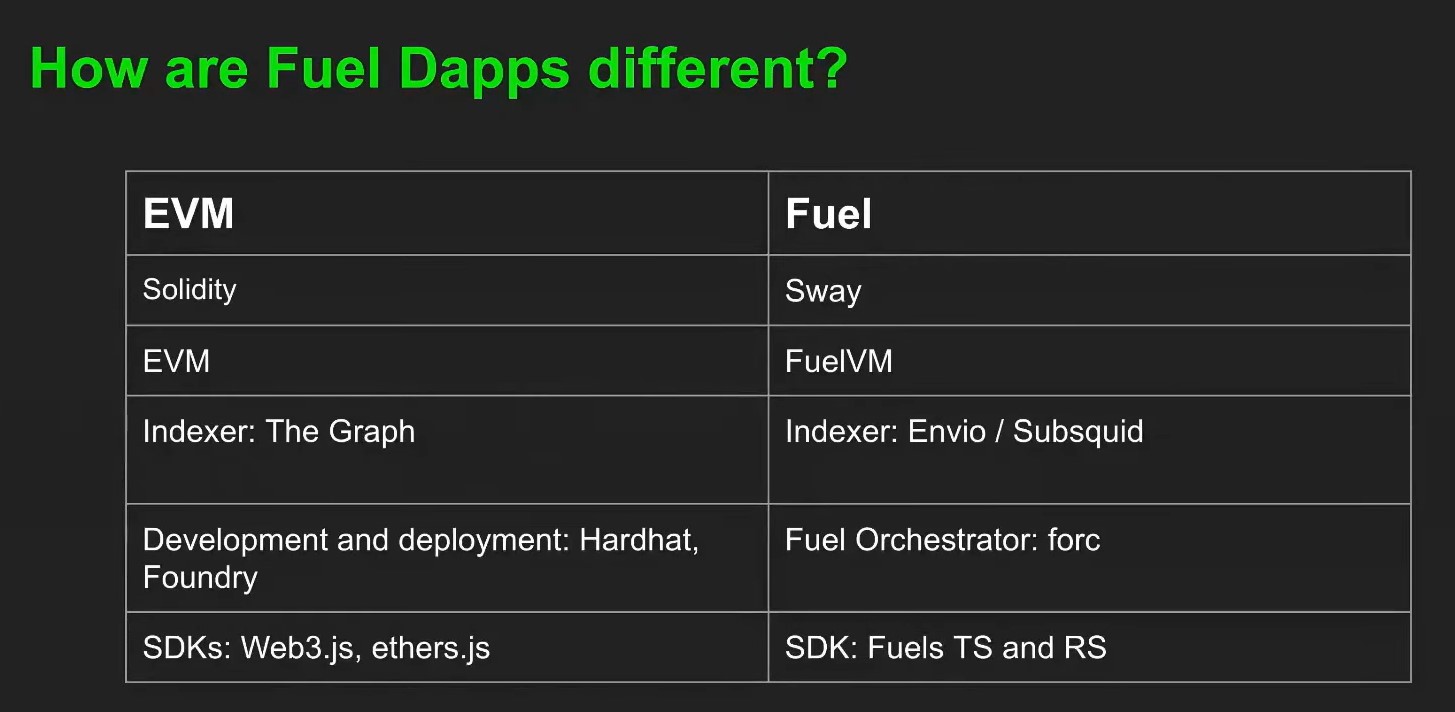 How are Fuel Dapps different?
EVM
Fuel
Solidity
Sway
EVM
FuelVM
Indexer: The Graph
Indexer: Envio / Subsquid
Development and deployment: Hardhat,
Foundry
Fuel Orchestrator: forc
SDKs: Web3.js, ethers.js
SDK: Fuels TS and RS